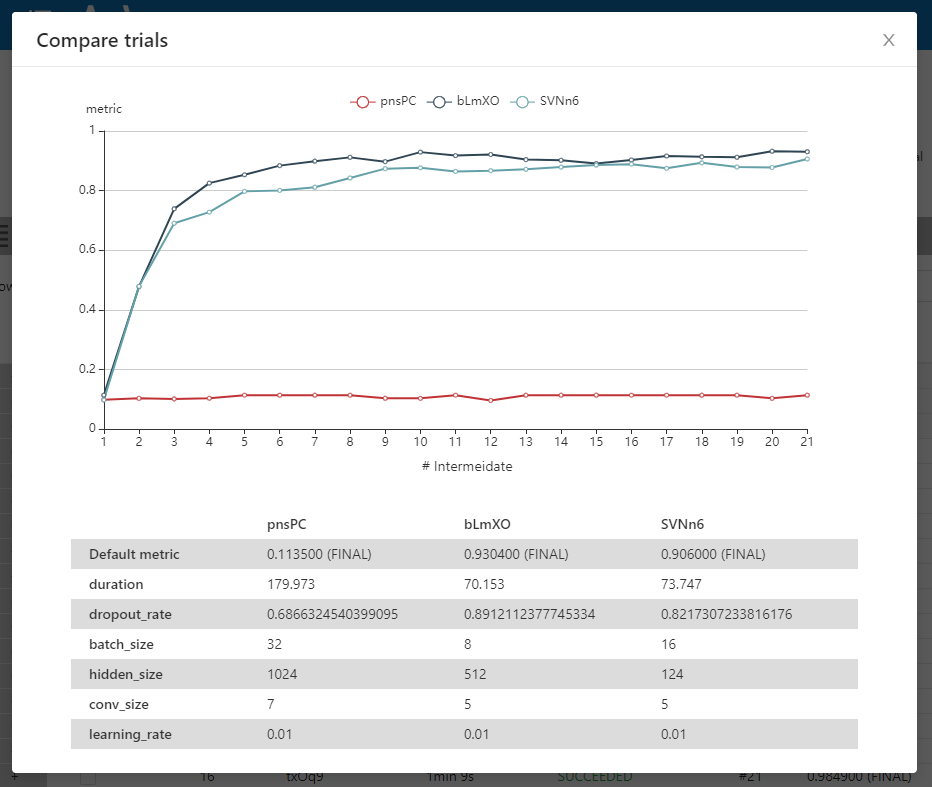 Compare trials
metric
pnsPC bLmXO SVNn6
1
0.8
0.6
0.4
0.2
0
1 2 3 4 5 6 7 8 9 10 11 12 13 14 15 16 17 18 19 20 21
# Intermeidate
pnsPC bLmXO SVNn6
Default metric 0.113500 (FINAL) 0.930400 (FINAL) 0.906000 (FINAL)
duration 179.973 70.153 73.747
dropout_rate 0.6866324540399095 0.8912112377745334 0.8217307233816176
batch_size 32 8 16
hidden_size 1024 512 124
conv_size 7 5 5
learning_rate 0.01 0.01 0.01
16 txOq9 1min 9s SUCCEEDED #21 0.984900 (FINAL)